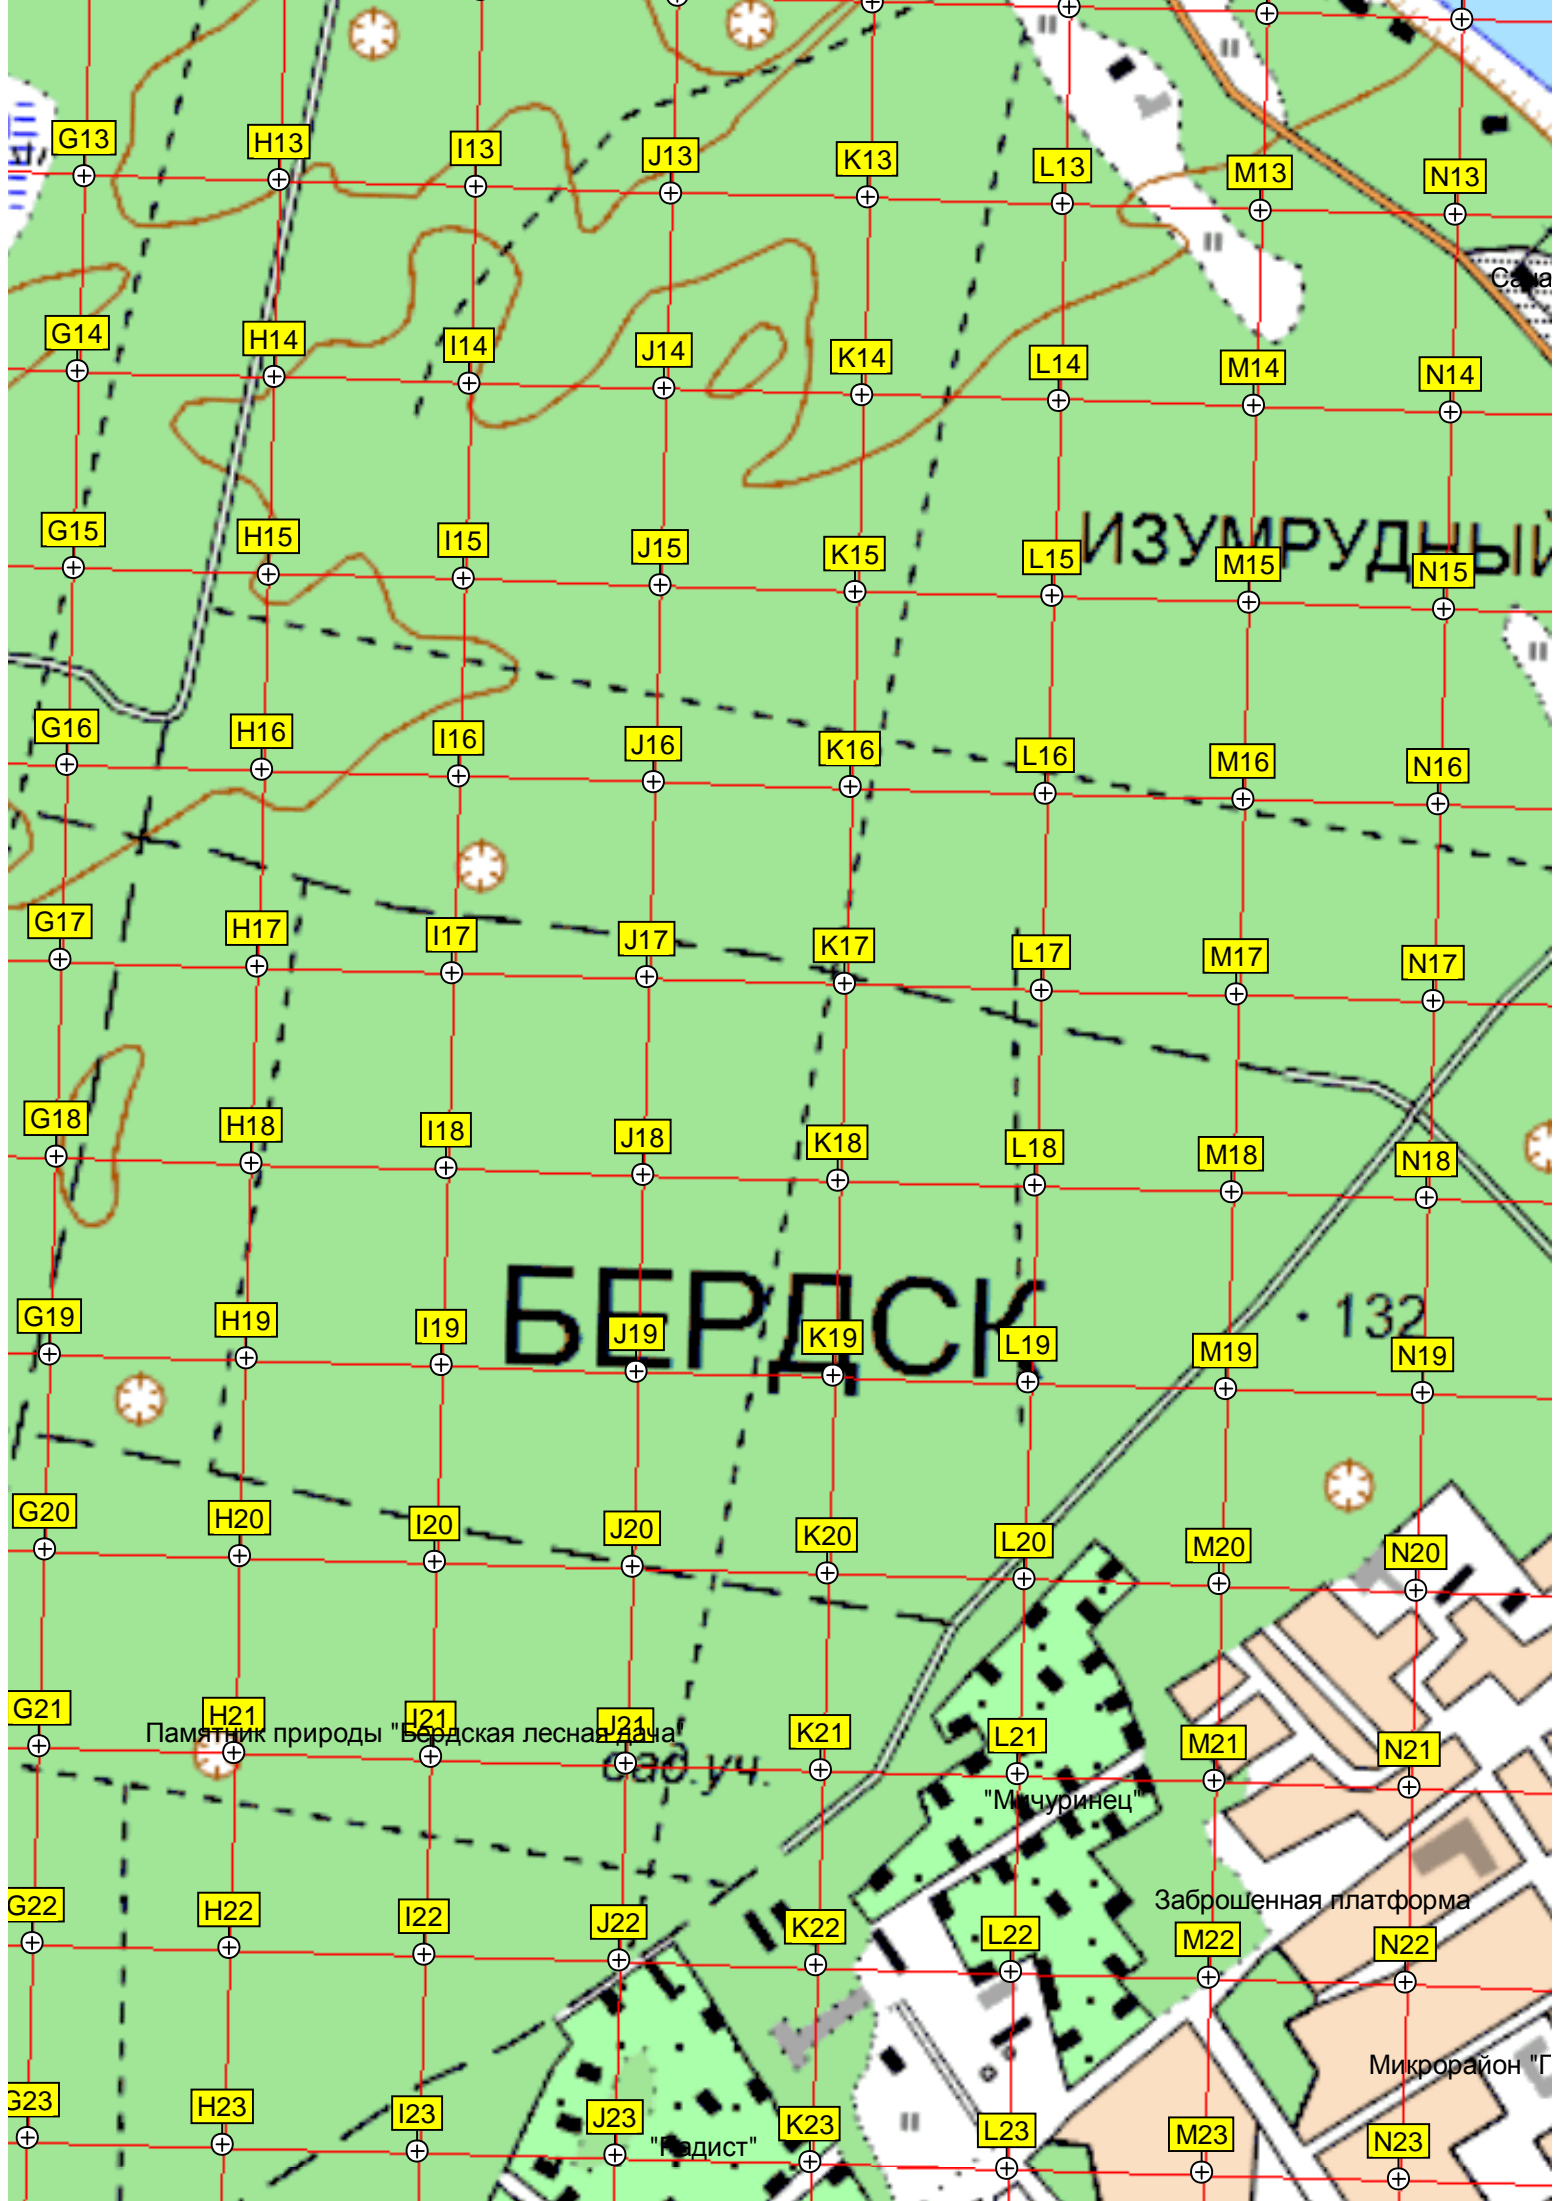 G13 H13 I13 J13 K13 L13 M13 N13
G14 H14 I14 J14 K14 L14 M14 N14
ИЗУМРУДНЫЙ
G15 H15 I15 J15 K15 L15 M15 N15
G16 H16 I16 J16 K16 L16 M16 N16
G17 H17 I17 J17 K17 L17 M17 N17
G18 H18 I18 J18 K18 L18 M18 N18
БЕРДСК
132
G19 H19 I19 J19 K19 L19 M19 N19
G20 H20 I20 J20 K20 L20 M20 N20
G21 H21 I21 J21 K21 L21 M21 N21
Памятник природы "Бердская лесная дача"
сад.уч.
"Мичуринец"
Заброшенная платформа
G22 H22 I22 J22 K22 L22 M22 N22
Микрорайон "
G23 H23 I23 J23 K23 L23 M23 N23
"Радист"